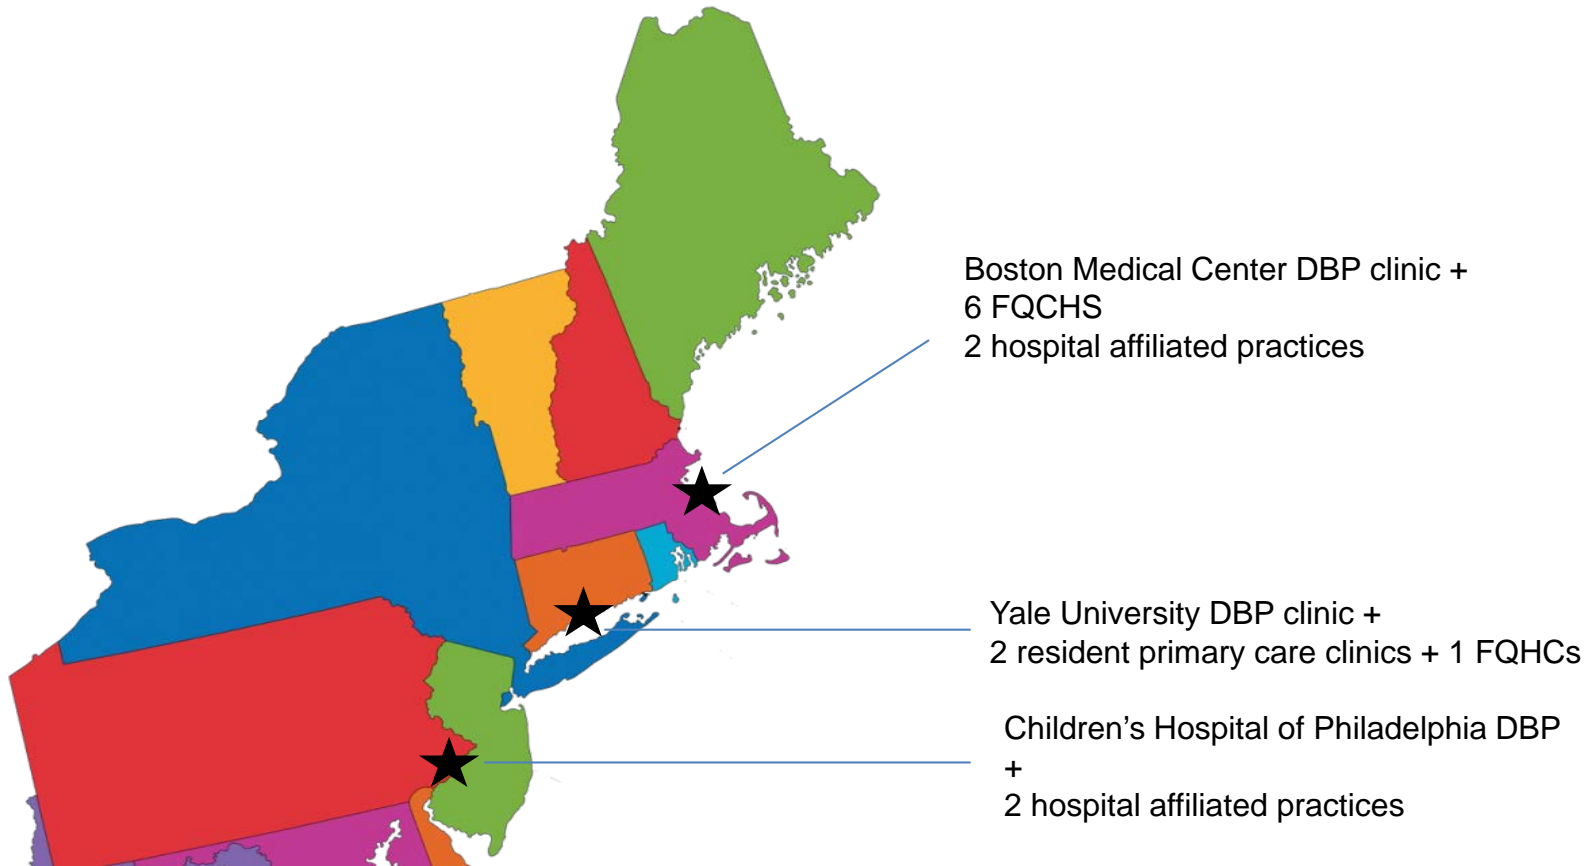 Boston Medical Center DBP clinic +
6 FQCHS
2 hospital affiliated practices
Yale University DBP clinic +
2 resident primary care clinics + 1 FQHCs
Children’s Hospital of Philadelphia DBP
+
2 hospital affiliated practices